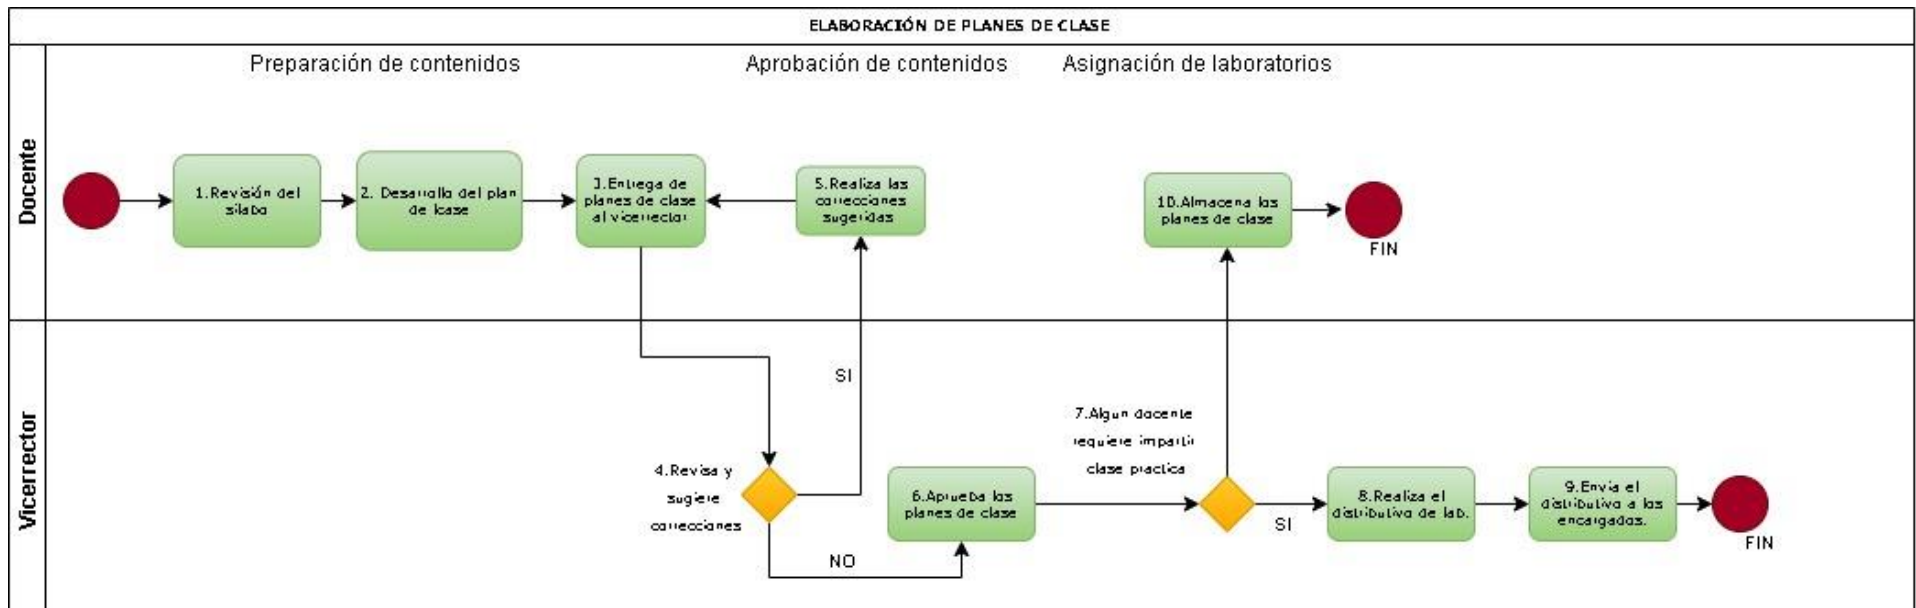 ELABORACIÓN DE PLANES DE CLASE
Preparación de contenidos
Aprobación de contenidos
Asignación de laboratorios
Docente
1.Revisión del
sílabo
2. Desarrollo del plan
de lcase
3.Entrega de
planes de clase
al vicerrector
5.Realiza las
correcciones
sugeridas
10.Almacena los
planes de clase
FIN
Vicerrector
SI
4.Revisa y
sugiere
correcciones
NO
6.Aprueba los
planes de clase
7.Algun docente
requiere impartir
clase practica
SI
8.Realiza el
distributivo de lab.
9.Envia el
distributivo a los
encargados.
FIN